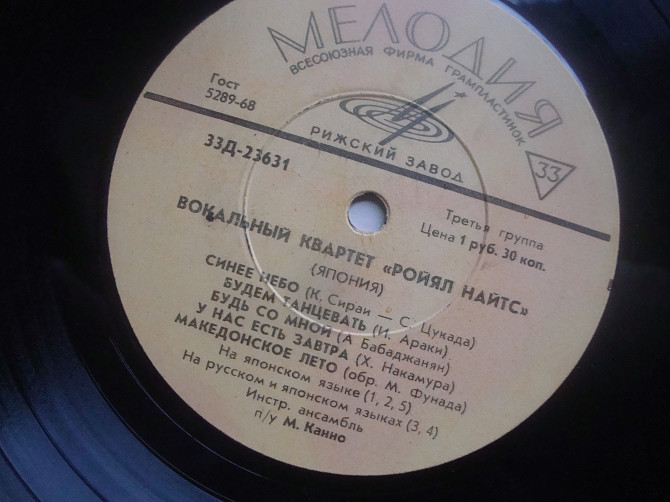 МЕЛОДИЯ
ВСЕСОЮЗНАЯ ФИРМА ГРАМПЛАСТИНОК
Гост
5289-68
РИЖСКИЙ ЗАВОД
33
33Д-23631
Третья группа
Цена 1 руб. 30 коп.
ВОКАЛЬНЫЙ КВАРТЕТ «РОЙЯЛ НАЙТС»
(ЯПОНИЯ)
СИНЕЕ НЕБО (К. Сираи — С. Цукада)
БУДЕМ ТАНЦЕВАТЬ (И. Араки)
БУДЬ СО МНОЙ (А Бабаджанян)
У НАС ЕСТЬ ЗАВТРА (Х. Накамура)
МАКЕДОНСКОЕ ЛЕТО (обр. М. Фунада)
На японском языке (1, 2, 5)
На русском и японском языках (3, 4)
Инстр. ансамбль
п/у М. Канно